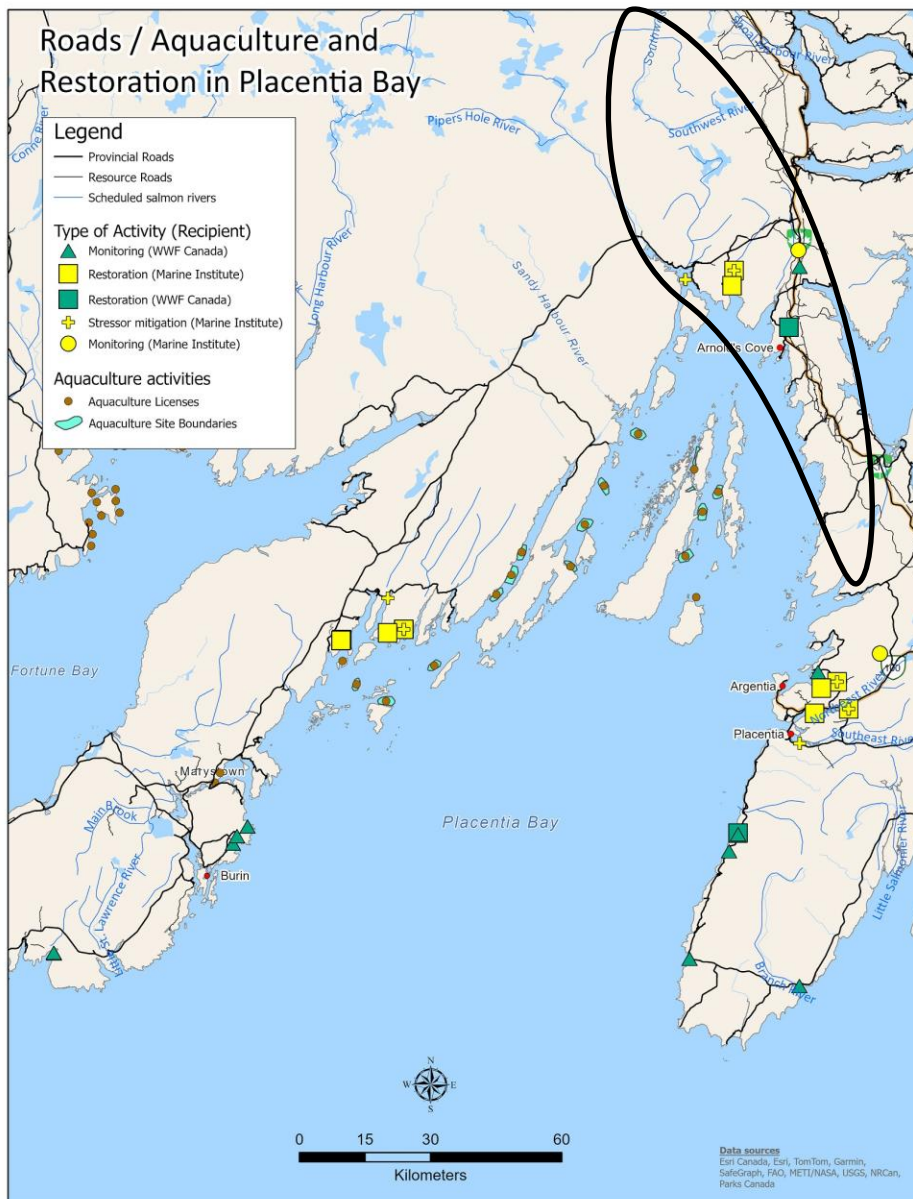 Roads / Aquaculture and
Restoration in Placentia Bay
Legend
Provincial Roads
Resource Roads
Scheduled salmon rivers
Type of Activity (Recipient)
Monitoring (WWF Canada)
Restoration (Marine Institute)
Restoration (WWF Canada)
Stressor mitigation (Marine Institute)
Monitoring (Marine Institute)
Aquaculture activities
Aquaculture Licenses
Aquaculture Site Boundaries
Conne River
Pipers Hole River
Southwest River
Long Harbour River
Sandy Harbour River
Arnold's Cove
Fortune Bay
Argentia
Northeast River
Placentia
Southeast River
Marystown
Main Brook
Placentia Bay
Little St. Lawrence River
Burin
Little Salmonier River
Branch River
N
W
E
S
0
15
30
60
Kilometers
Data sources
Esri Canada, Esri, TomTom, Garmin,
SafeGraph, FAO, METI/NASA, USGS, NRCan,
Parks Canada